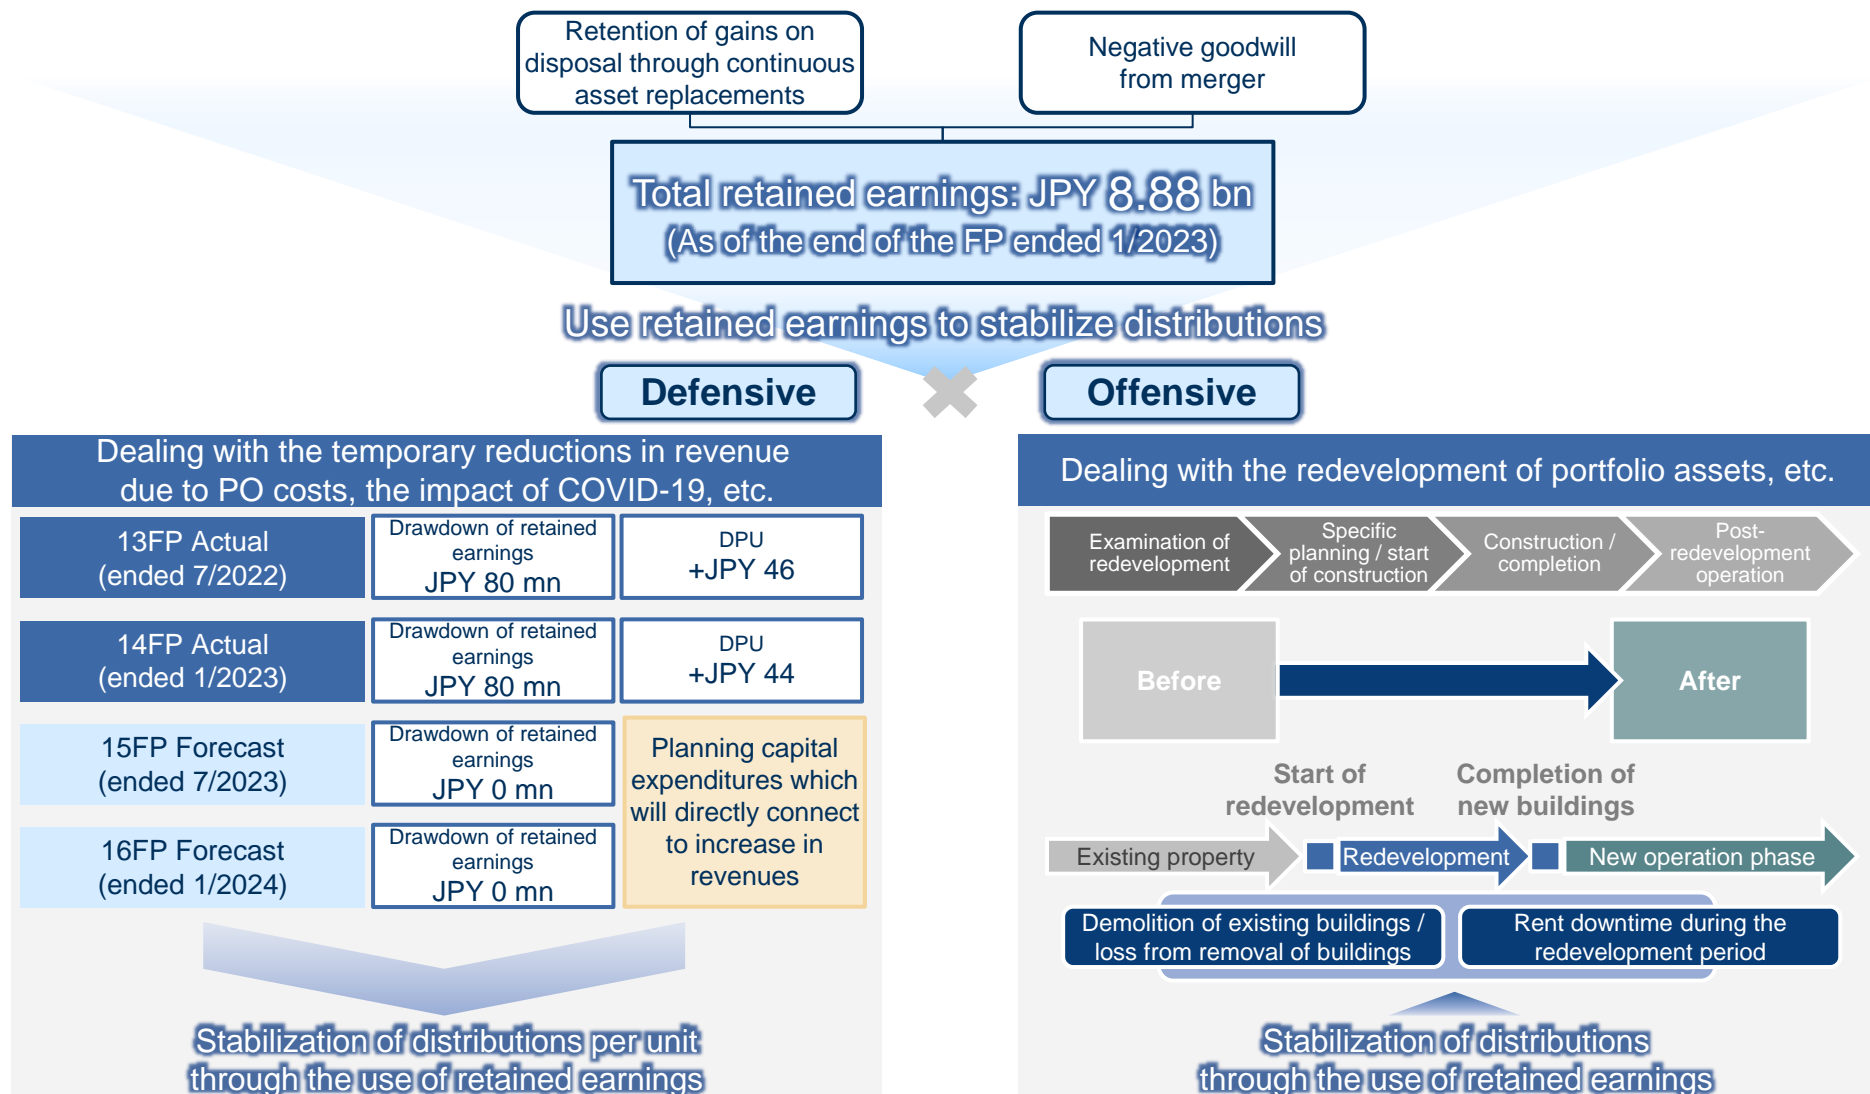 Retention of gains on
disposal through continuous
asset replacements
Negative goodwill
from merger
Total retained earnings: JPY 8.88 bn
(As of the end of the FP ended 1/2023)
Use retained earnings to stabilize distributions
Defensive
Offensive
Dealing with the temporary reductions in revenue
due to PO costs, the impact of COVID-19, etc.
13FP Actual
(ended 7/2022)
Drawdown of retained
earnings
JPY 80 mn
DPU
+JPY 46
14FP Actual
(ended 1/2023)
Drawdown of retained
earnings
JPY 80 mn
DPU
+JPY 44
15FP Forecast
(ended 7/2023)
Drawdown of retained
earnings
JPY 0 mn
16FP Forecast
(ended 1/2024)
Drawdown of retained
earnings
JPY 0 mn
Planning capital
expenditures which
will directly connect
to increase in
revenues
Stabilization of distributions per unit
through the use of retained earnings
Dealing with the redevelopment of portfolio assets, etc.
Examination of
redevelopment
Specific
planning / start
of construction
Construction /
completion
Post-
redevelopment
operation
Before
After
Start of
redevelopment
Completion of
new buildings
Existing property
Redevelopment
New operation phase
Demolition of existing buildings /
loss from removal of buildings
Rent downtime during the
redevelopment period
Stabilization of distributions
through the use of retained earnings